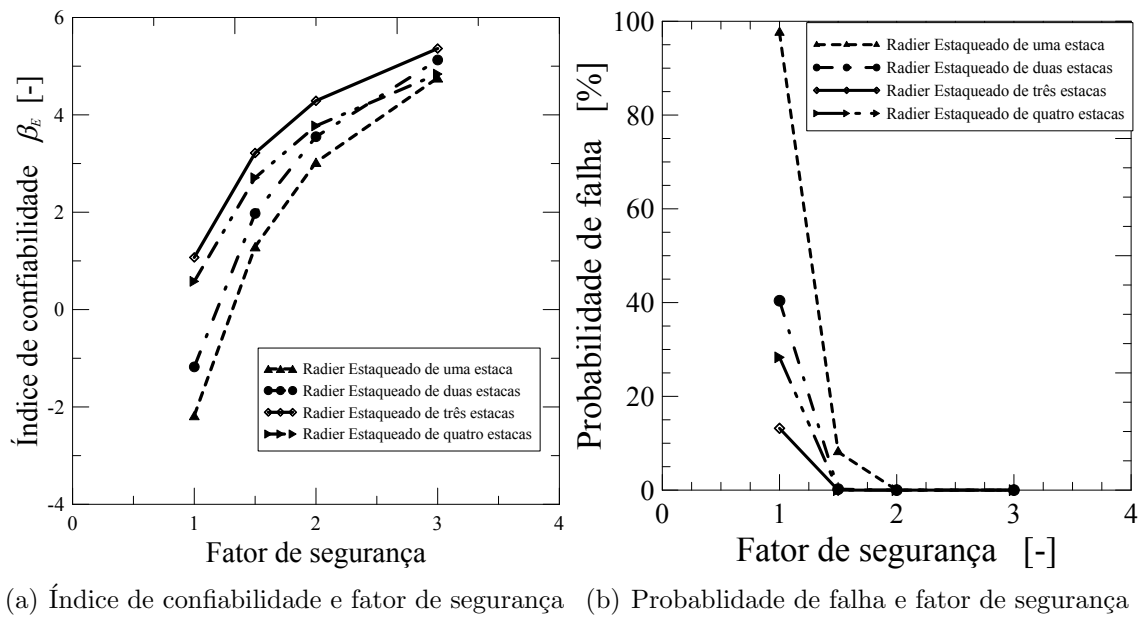 6
4
2
0
-2
-4
0
1
2
3
4
Índice de confiabilidade β_E [-]
Fator de segurança
Radier Estaqueado de uma estaca
Radier Estaqueado de duas estacas
Radier Estaqueado de três estacas
Radier Estaqueado de quatro estacas
(a) Índice de confiabilidade e fator de segurança
100
80
60
40
20
0
0
1
2
3
4
Probabilidade de falha [%]
Fator de segurança [-]
Radier Estaqueado de uma estaca
Radier Estaqueado de duas estacas
Radier Estaqueado de três estacas
Radier Estaqueado de quatro estacas
(b) Probablidade de falha e fator de segurança